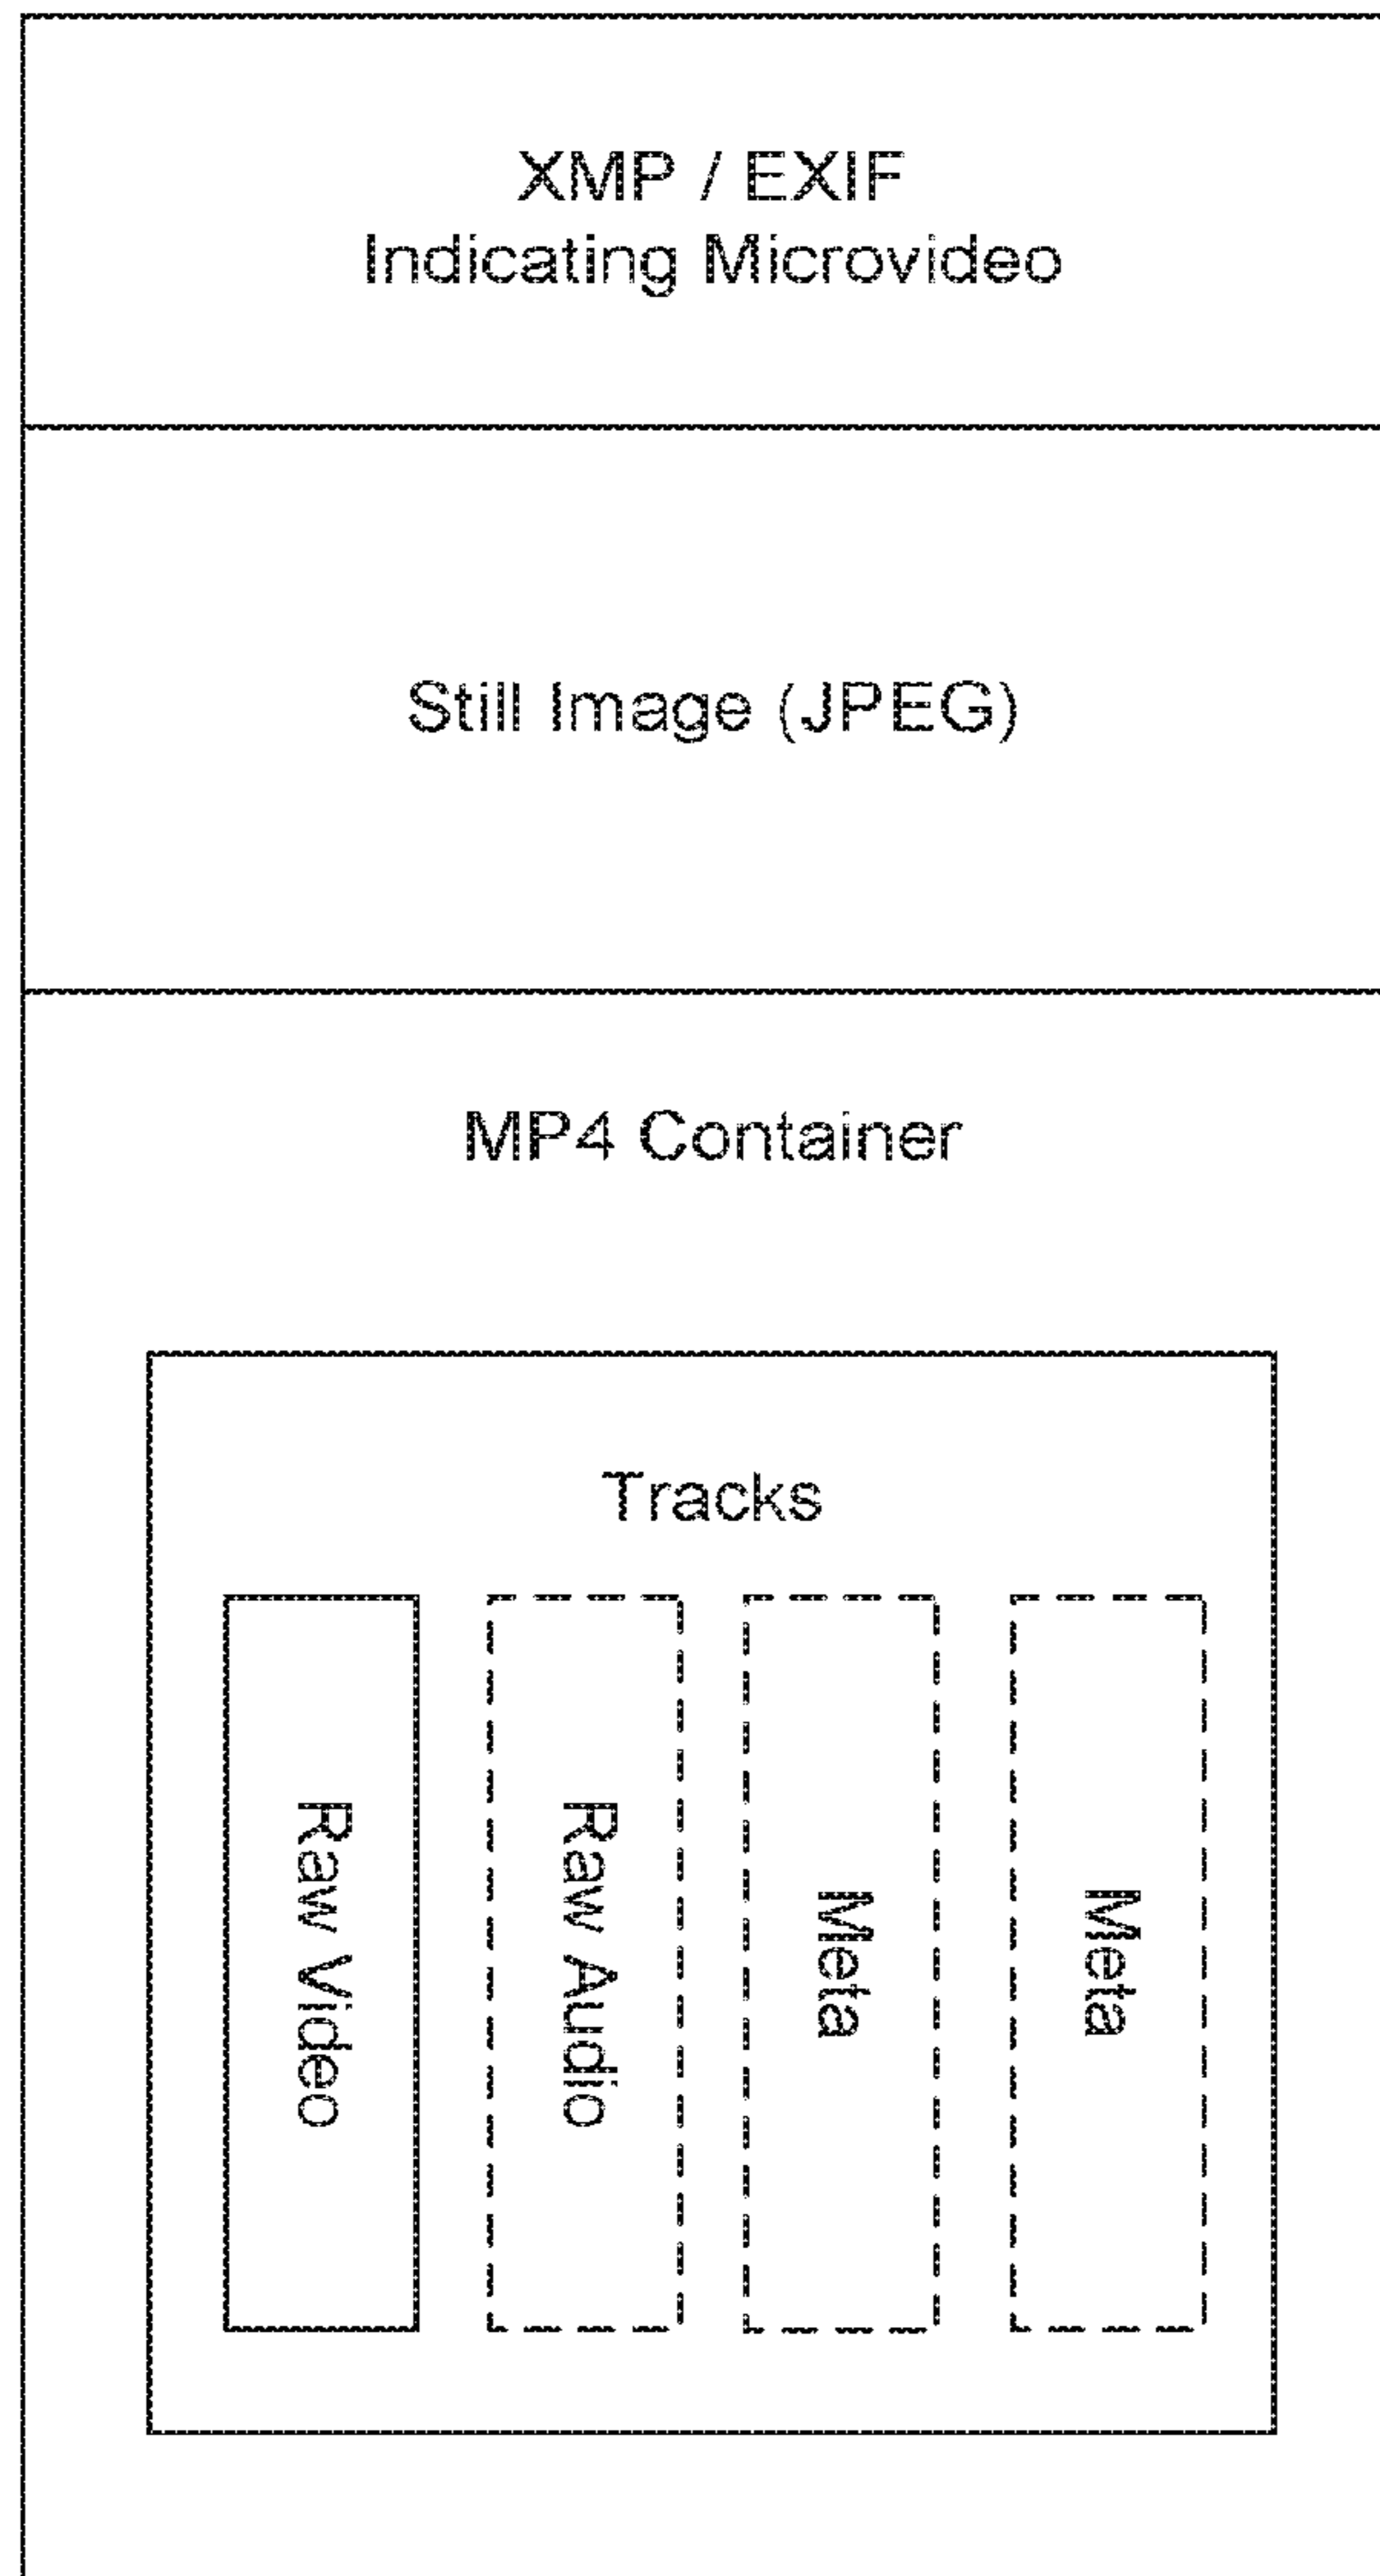 XMP / EXIF
Indicating Microvideo
Still Image (JPEG)
MP4 Container
Tracks
Raw Video
Raw Audio
Meta
Meta